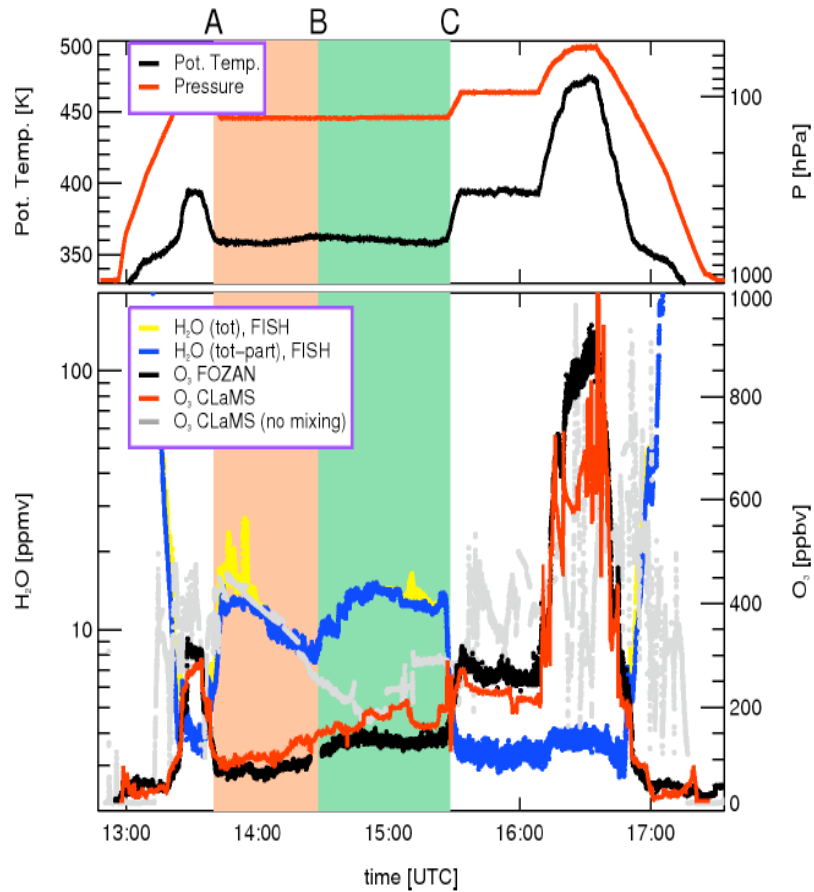 A B C
500
450
400
350
Pot. Temp. [K]
Pot. Temp.
Pressure
100
1000
P [hPa]
H₂O (tot), FISH
H₂O (tot–part), FISH
O₃ FOZAN
O₃ CLaMS
O₃ CLaMS (no mixing)
100
10
H₂O [ppmv]
1000
800
600
400
200
0
O₃ [ppbv]
13:00 14:00 15:00 16:00 17:00
time [UTC]